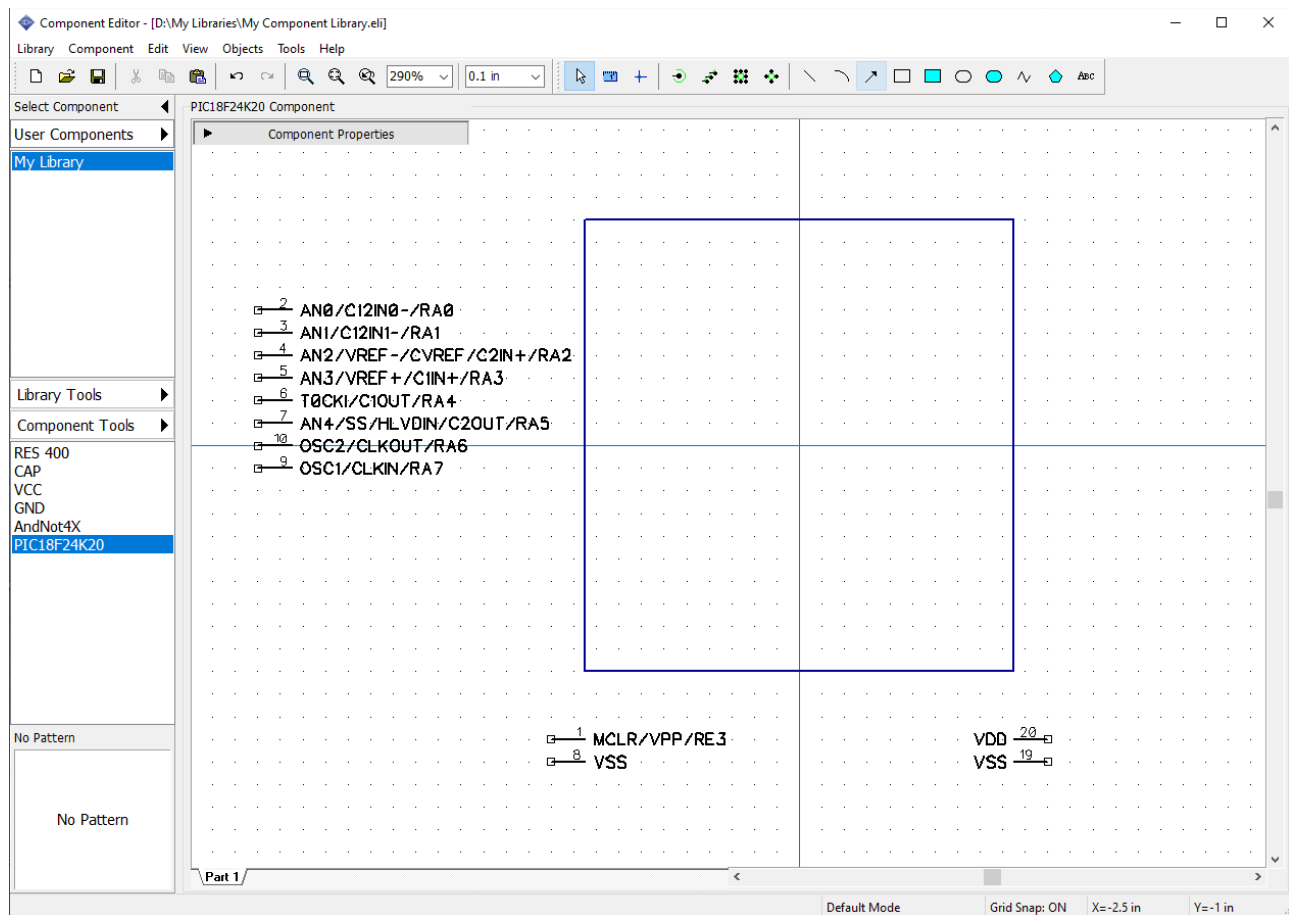 Component Editor - [D:\My Libraries\My Component Library.eli]
Library Component Edit View Objects Tools Help
290% 0.1 in ABC
Select Component
PIC18F24K20 Component
User Components
Component Properties
My Library
2 AN0/C12IN0-/RA0
3 AN1/C12IN1-/RA1
4 AN2/VREF-/CVREF/C2IN+/RA2
5 AN3/VREF+/C1IN+/RA3
6 T0CKI/C1OUT/RA4
7 AN4/SS/HLVDIN/C2OUT/RA5
10 OSC2/CLKOUT/RA6
9 OSC1/CLKIN/RA7
Library Tools
Component Tools
RES 400
CAP
VCC
GND
AndNot4X
PIC18F24K20
No Pattern
No Pattern
1 MCLR/VPP/RE3
8 VSS
VDD 20
VSS 19
Part 1
Default Mode Grid Snap: ON X=-2.5 in Y=-1 in